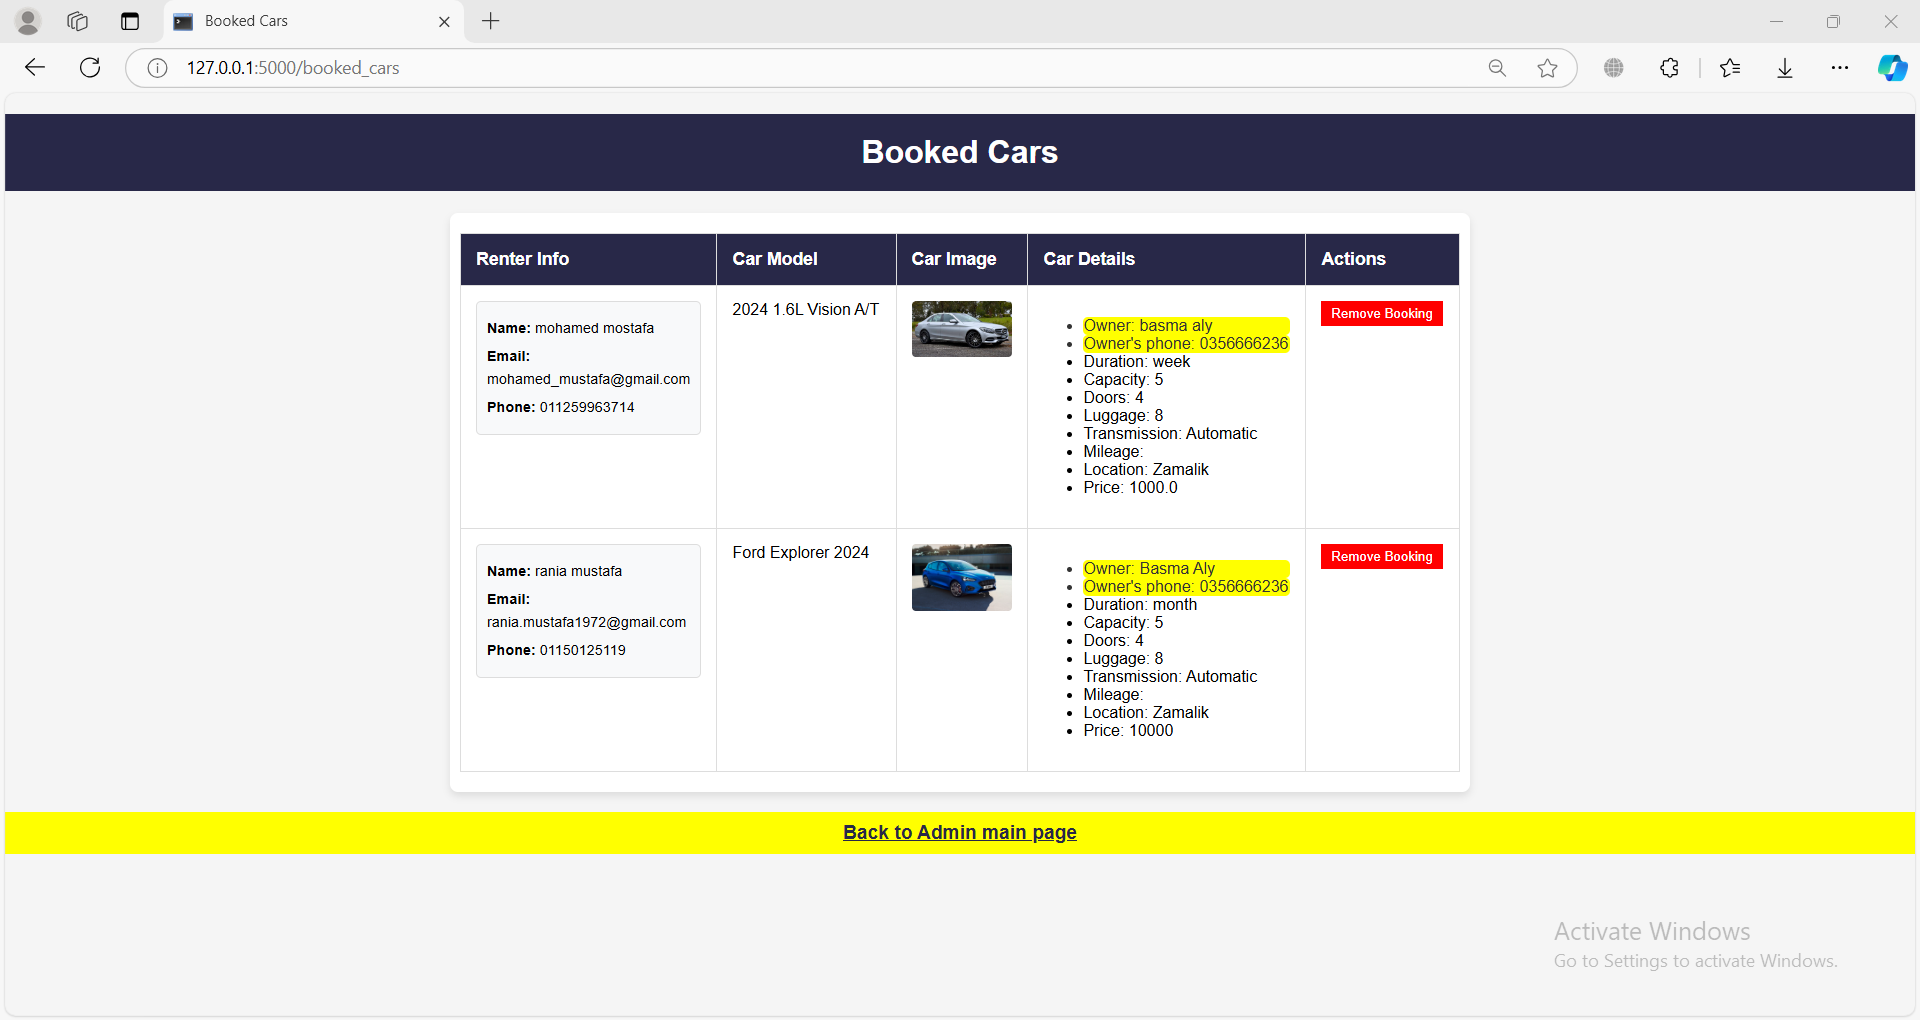 Booked Cars
127.0.0.1:5000/booked_cars
Booked Cars
Renter Info
Car Model
Car Image
Car Details
Actions
Name: mohamed mostafa
Email:
mohamed_mustafa@gmail.com
Phone: 011259963714
2024 1.6L Vision A/T
Owner: basma aly
Owner's phone: 0356666236
Duration: week
Capacity: 5
Doors: 4
Luggage: 8
Transmission: Automatic
Mileage:
Location: Zamalik
Price: 1000.0
Remove Booking
Name: rania mustafa
Email:
rania.mustafa1972@gmail.com
Phone: 01150125119
Ford Explorer 2024
Owner: Basma Aly
Owner's phone: 0356666236
Duration: month
Capacity: 5
Doors: 4
Luggage: 8
Transmission: Automatic
Mileage:
Location: Zamalik
Price: 10000
Remove Booking
Back to Admin main page
Activate Windows
Go to Settings to activate Windows.